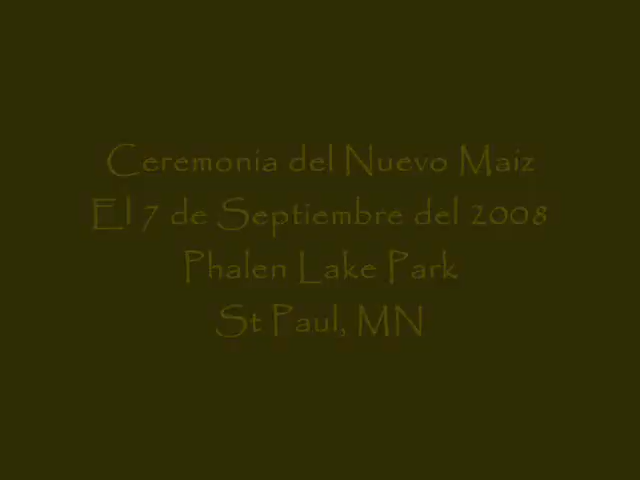 Ceremonia del Nuevo Maiz
El 7 de Septiembre del 2008
Phalen Lake Park
St Paul, MN